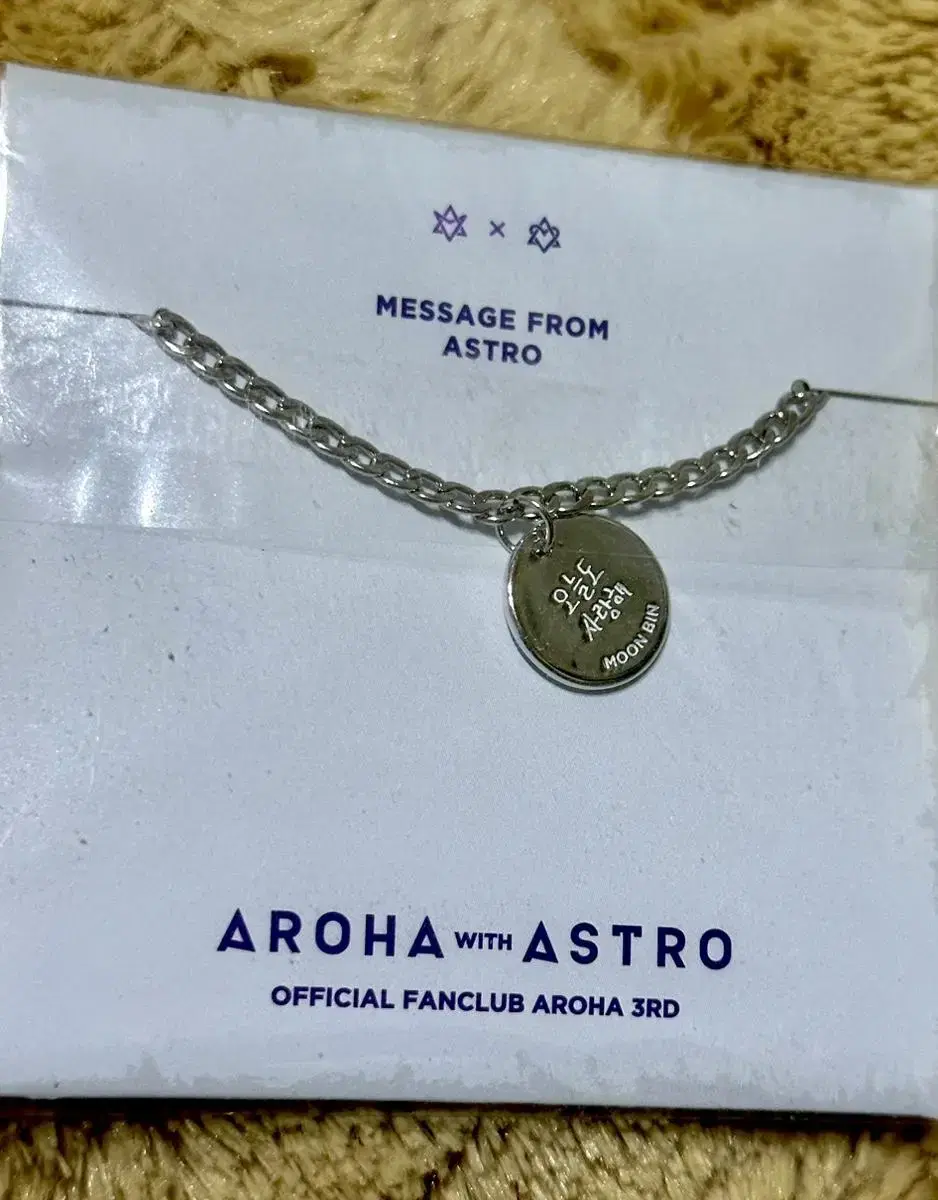 ×
MESSAGE FROM
ASTRO
오늘도
사랑해
MOON BIN
AROHA WITH ASTRO
OFFICIAL FANCLUB AROHA 3RD